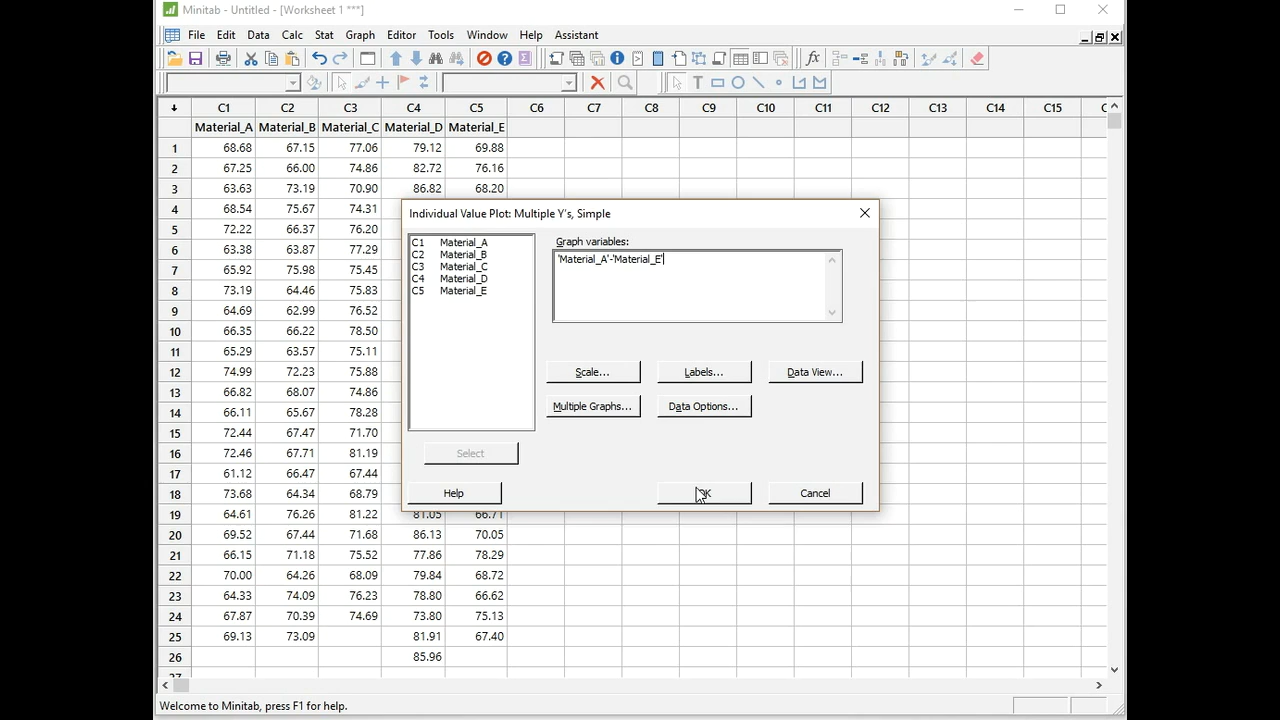 Minitab - Untitled - [Worksheet 1 ***]
File Edit Data Calc Stat Graph Editor Tools Window Help Assistant
C1 C2 C3 C4 C5 C6 C7 C8 C9 C10 C11 C12 C13 C14 C15 C
Material_A Material_B Material_C Material_D Material_E
1 68.68 67.15 77.06 79.12 69.88
2 67.25 66.00 74.86 82.72 76.16
3 63.63 73.19 70.90 86.82 68.20
4 68.54 75.67 74.31
5 72.22 66.37 76.20
6 63.38 63.87 77.29
7 65.92 75.98 75.45
8 73.19 64.46 75.83
9 64.69 62.99 76.52
10 66.35 66.22 78.50
11 65.29 63.57 75.11
12 74.99 72.23 75.88
13 66.82 68.07 74.86
14 66.11 65.67 78.28
15 72.44 67.47 71.70
16 72.46 67.71 81.19
17 61.12 66.47 67.44
18 73.68 64.34 68.79
19 64.61 76.26 81.22 81.05 66.71
20 69.52 67.44 71.68 86.13 70.05
21 66.15 71.18 75.52 77.86 78.29
22 70.00 64.26 68.09 79.84 68.72
23 64.33 74.09 76.23 78.80 66.62
24 67.87 70.39 74.69 73.80 75.13
25 69.13 73.09 81.91 67.40
26 85.96
Individual Value Plot: Multiple Y's, Simple
C1 Material_A
C2 Material_B
C3 Material_C
C4 Material_D
C5 Material_E
Graph variables:
'Material_A'-'Material_E'
Scale... Labels... Data View...
Multiple Graphs... Data Options...
Select
Help OK Cancel
Welcome to Minitab, press F1 for help.